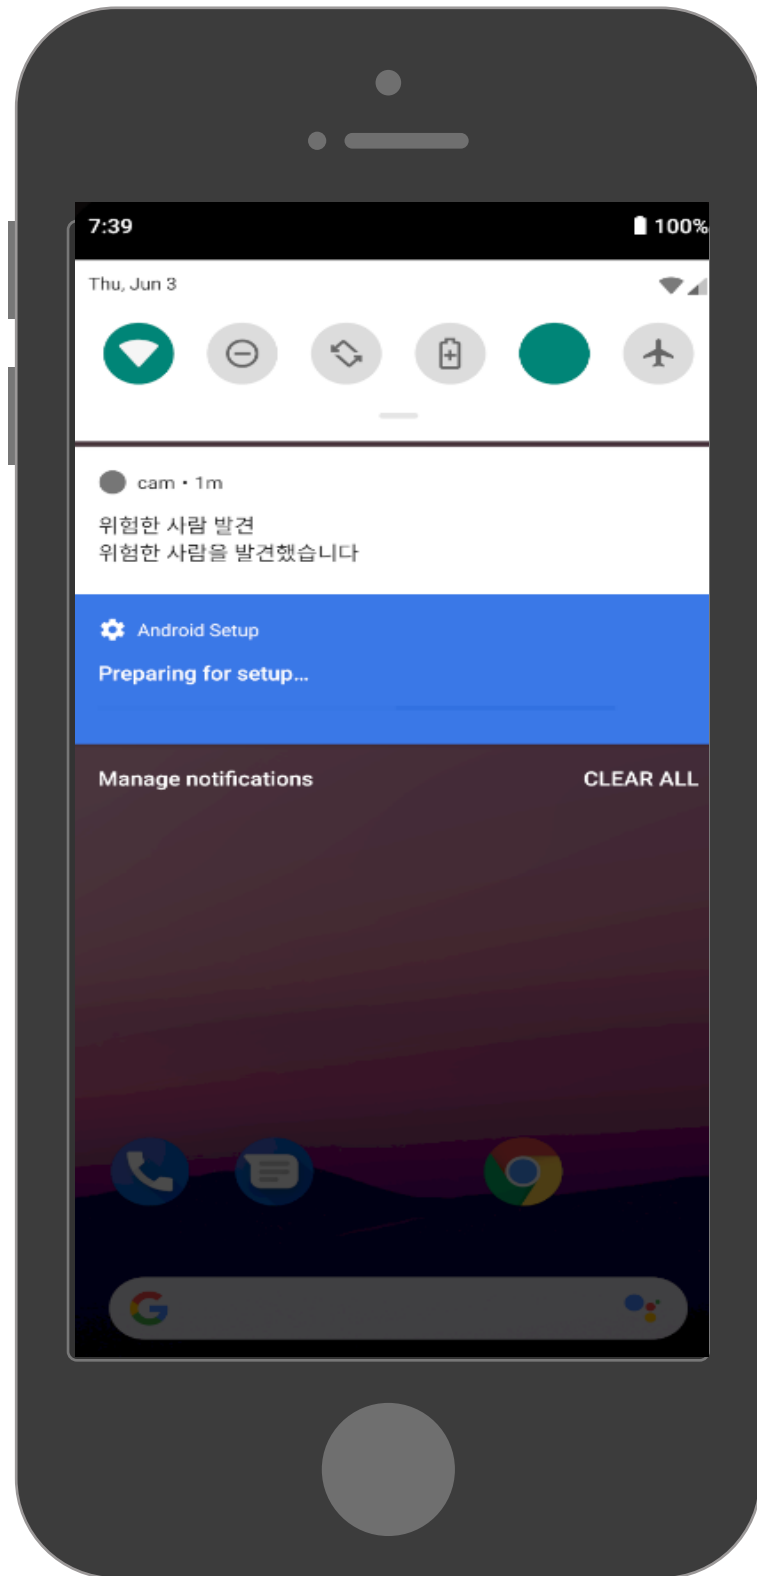 7:39 100%
Thu, Jun 3
cam • 1m
위험한 사람 발견
위험한 사람을 발견했습니다
Android Setup
Preparing for setup...
Manage notifications CLEAR ALL
G